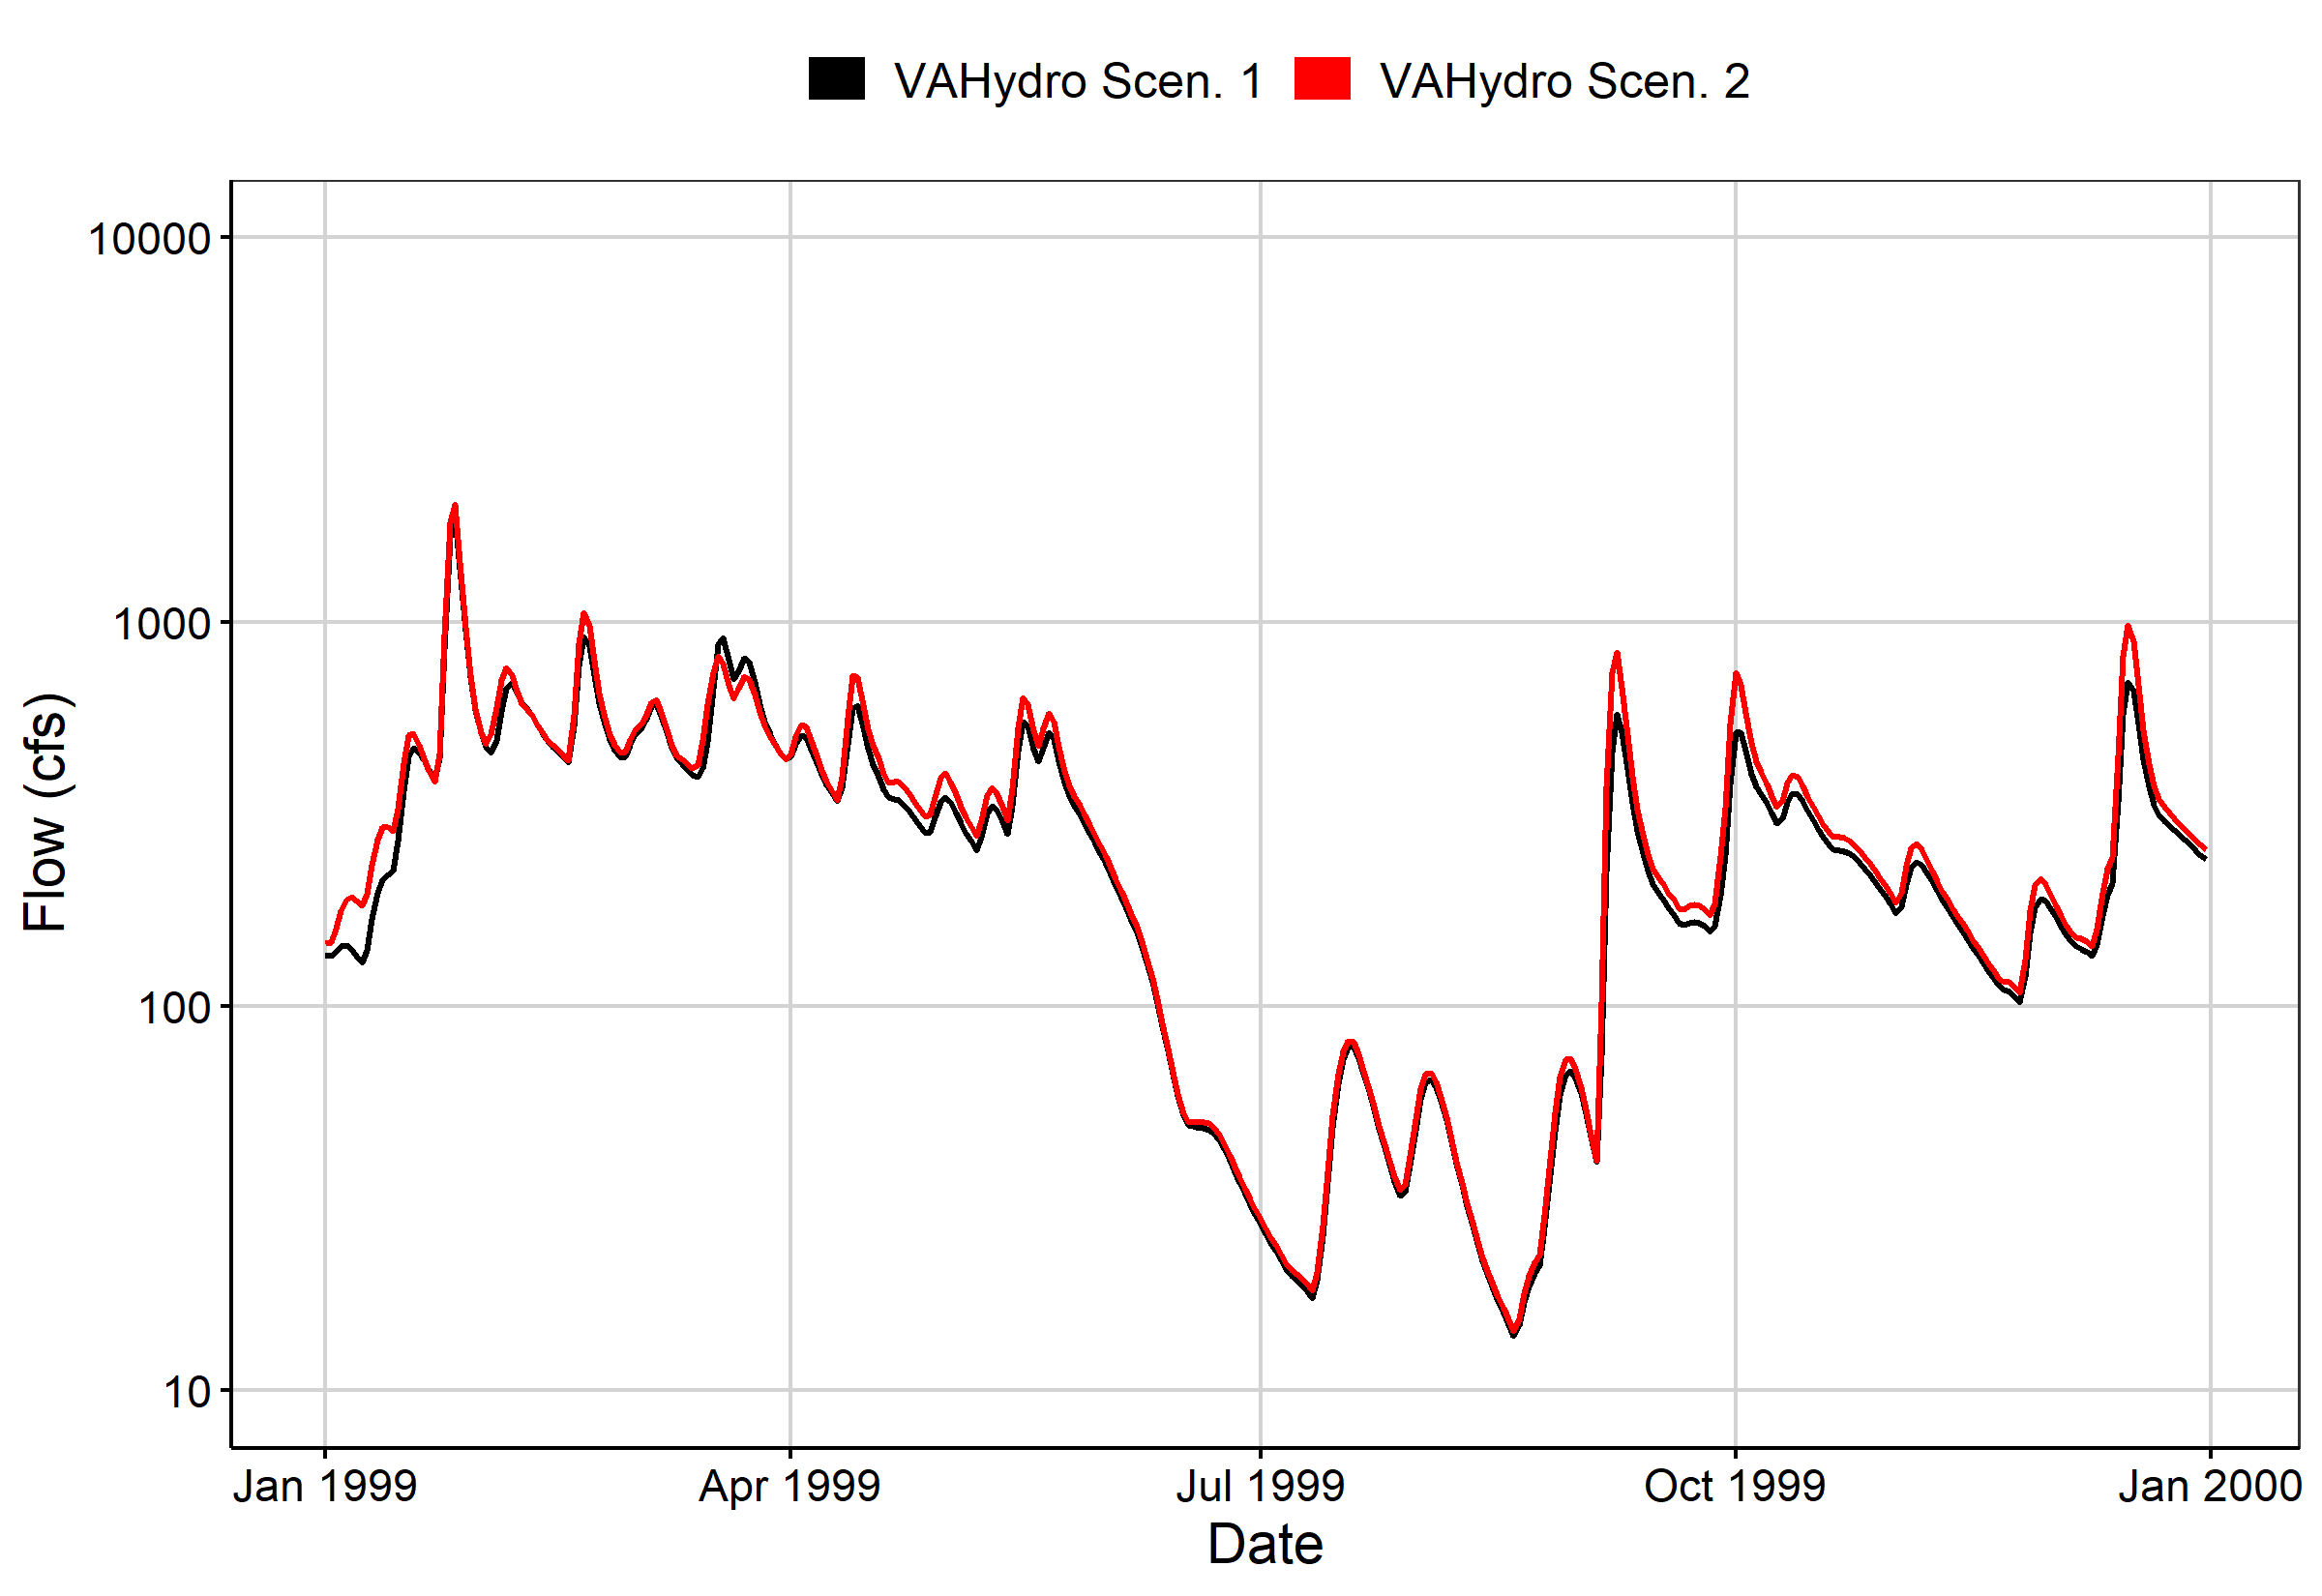 VAHydro Scen. 1 VAHydro Scen. 2
10000
1000
100
10
Flow (cfs)
Jan 1999 Apr 1999 Jul 1999 Oct 1999 Jan 2000
Date